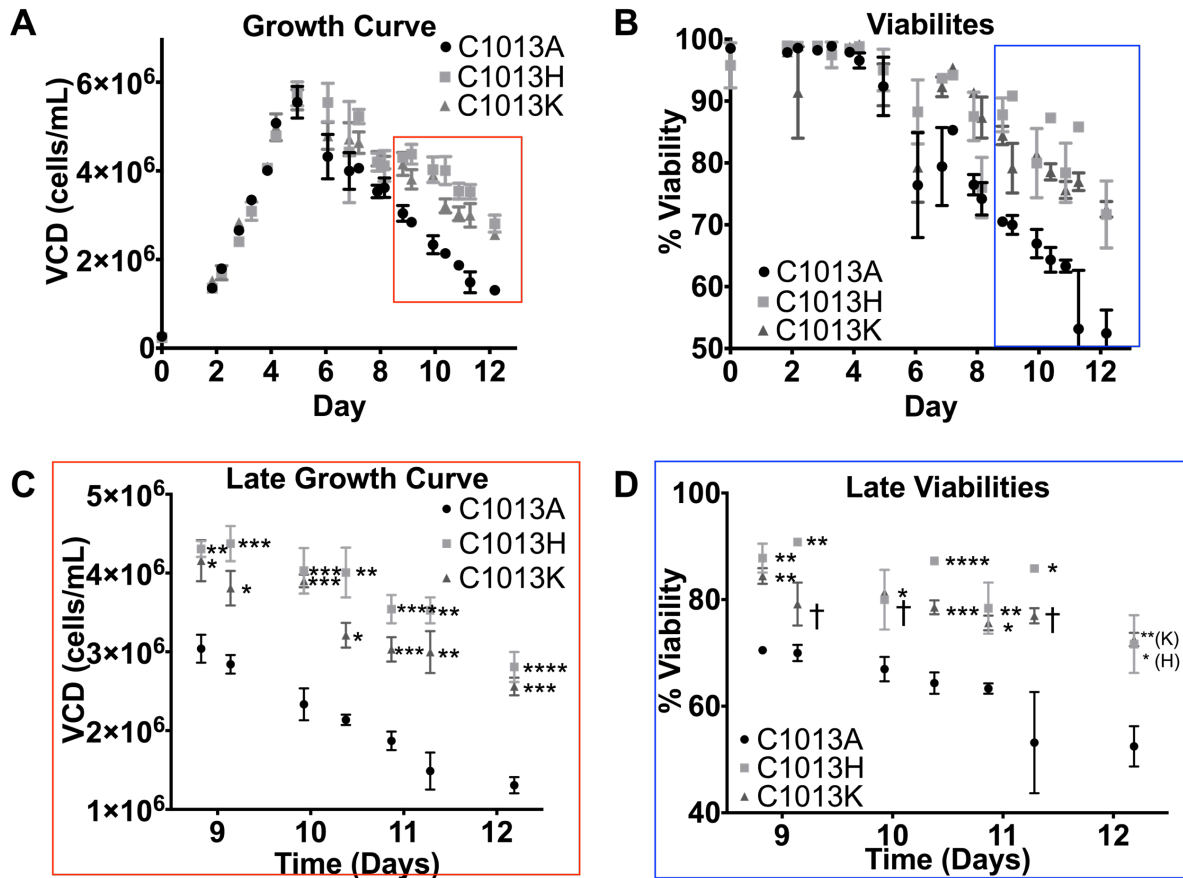 A
Growth Curve
C1013A
C1013H
C1013K
VCD (cells/mL)
6×10⁶
4×10⁶
2×10⁶
0
0 2 4 6 8 10 12
Day
B
Viabilites
100
90
80
70
60
50
% Viability
C1013A
C1013H
C1013K
0 2 4 6 8 10 12
Day
C
Late Growth Curve
C1013A
C1013H
C1013K
VCD (cells/mL)
5×10⁶
4×10⁶
3×10⁶
2×10⁶
1×10⁶
** *** *** ** **** ** ****
* * *** * *** ** ***
9 10 11 12
Time (Days)
D
Late Viabilities
100
80
60
40
% Viability
** ** * **** ** * **(K)
** † † *** * † * (H)
C1013A
C1013H
C1013K
9 10 11 12
Time (Days)